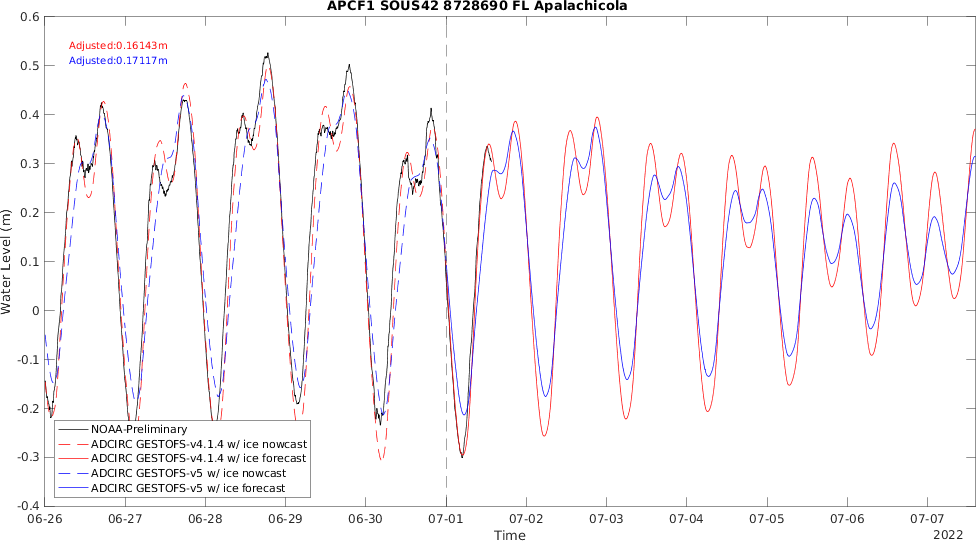 APCF1 SOUS42 8728690 FL Apalachicola
Adjusted:0.16143m
Adjusted:0.17117m
Water Level (m)
0.6
0.5
0.4
0.3
0.2
0.1
0
-0.1
-0.2
-0.3
-0.4
NOAA-Preliminary
ADCIRC GESTOFS-v4.1.4 w/ ice nowcast
ADCIRC GESTOFS-v4.1.4 w/ ice forecast
ADCIRC GESTOFS-v5 w/ ice nowcast
ADCIRC GESTOFS-v5 w/ ice forecast
06-26 06-27 06-28 06-29 06-30 07-01 07-02 07-03 07-04 07-05 07-06 07-07
Time
2022